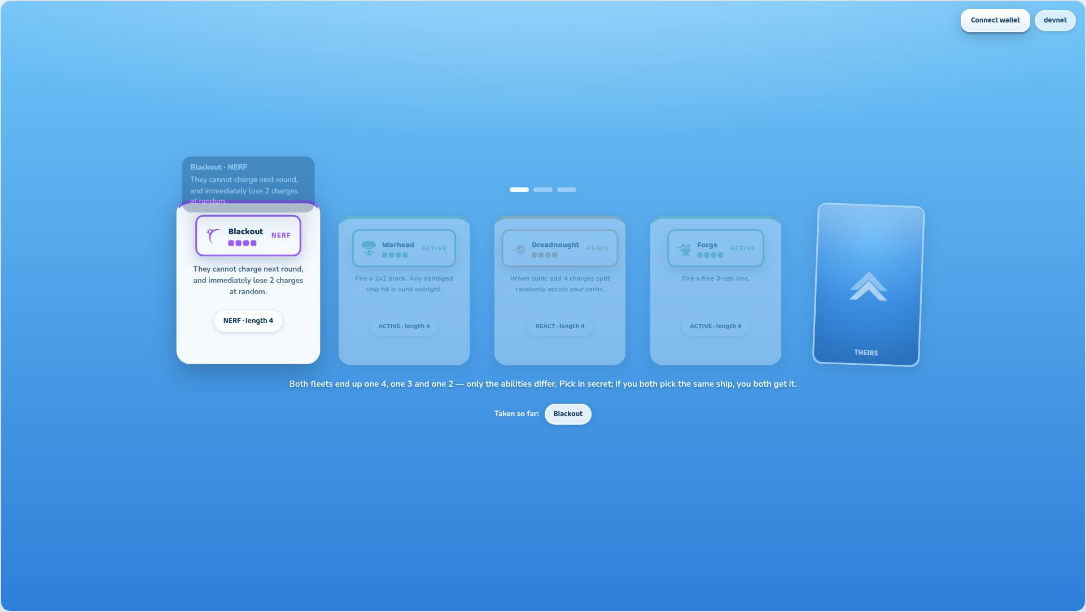 Connect wallet
devnet
Blackout · NERF
They cannot charge next round,
and immediately lose 2 charges
at random.
Blackout
NERF
They cannot charge next round,
and immediately lose 2 charges
at random.
NERF · length 4
Warhead
ACTIVE
Fire a 2x2 block. Any damaged
ship hit is sunk outright.
ACTIVE · length 4
Dreadnought
REACT
When sunk: add 4 charges split
randomly across your cards.
REACT · length 4
Forge
ACTIVE
Fire a free 3-cell line.
ACTIVE · length 4
THEIRS
Both fleets end up one 4, one 3 and one 2 — only the abilities differ. Pick in secret; if you both pick the same ship, you both get it.
Taken so far:
Blackout